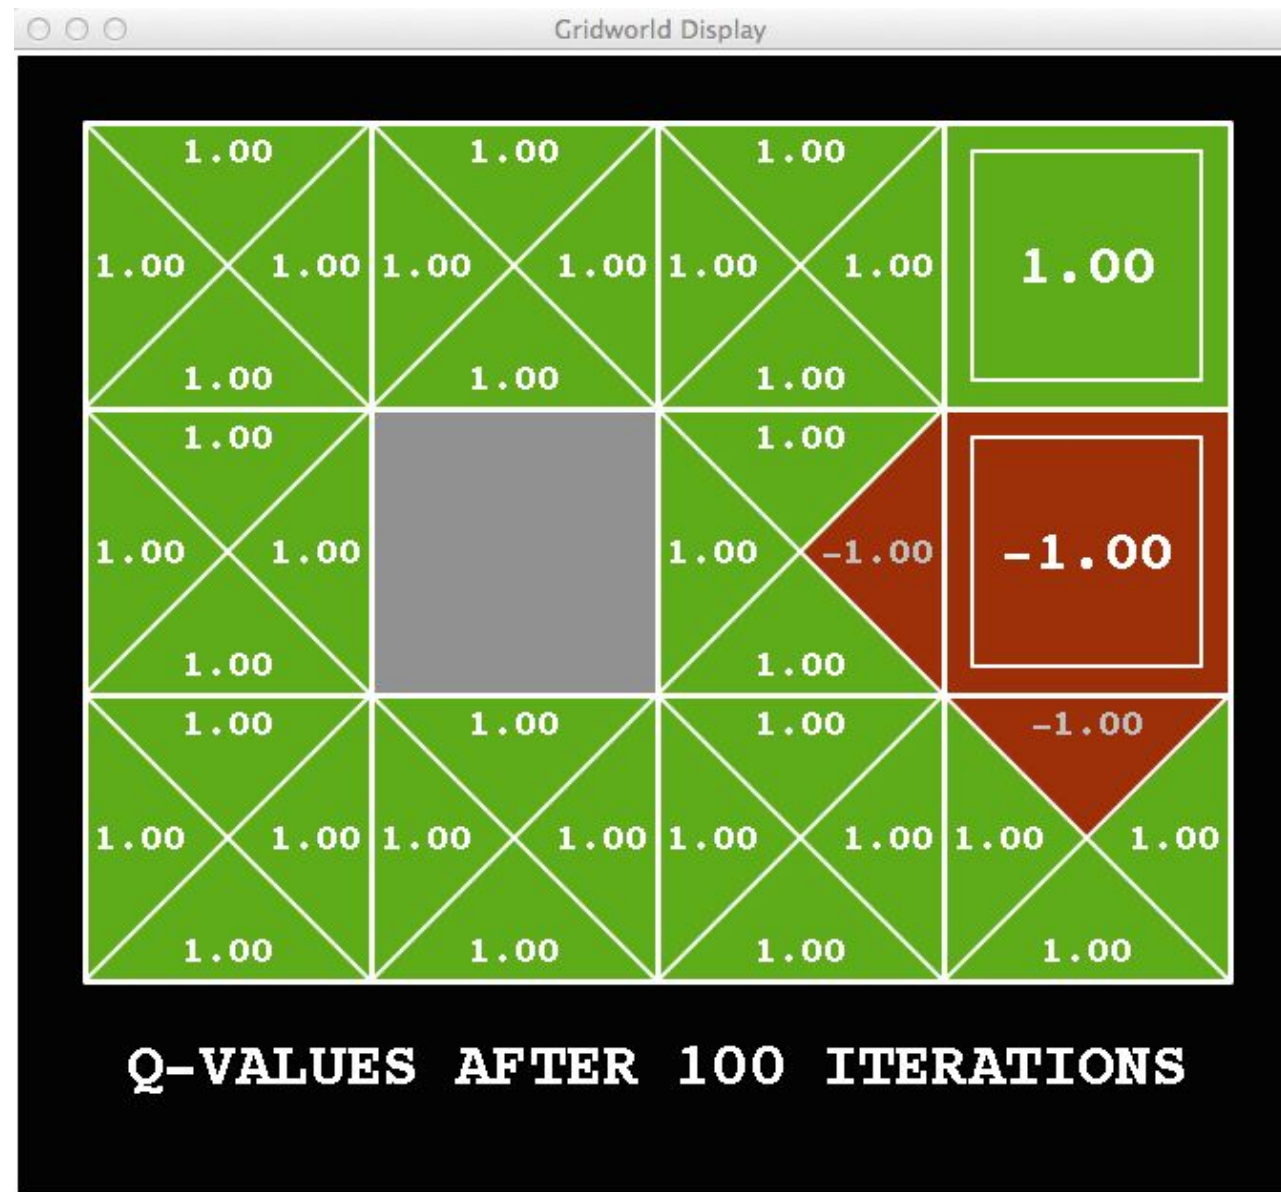 Gridworld Display
1.00 1.00 1.00
1.00 1.00 1.00 1.00 1.00 1.00 1.00
1.00 1.00 1.00
1.00 1.00
1.00 1.00 1.00 -1.00 -1.00
1.00 1.00
1.00 1.00 1.00 -1.00
1.00 1.00 1.00 1.00 1.00 1.00 1.00 1.00
1.00 1.00 1.00 1.00
Q-VALUES AFTER 100 ITERATIONS